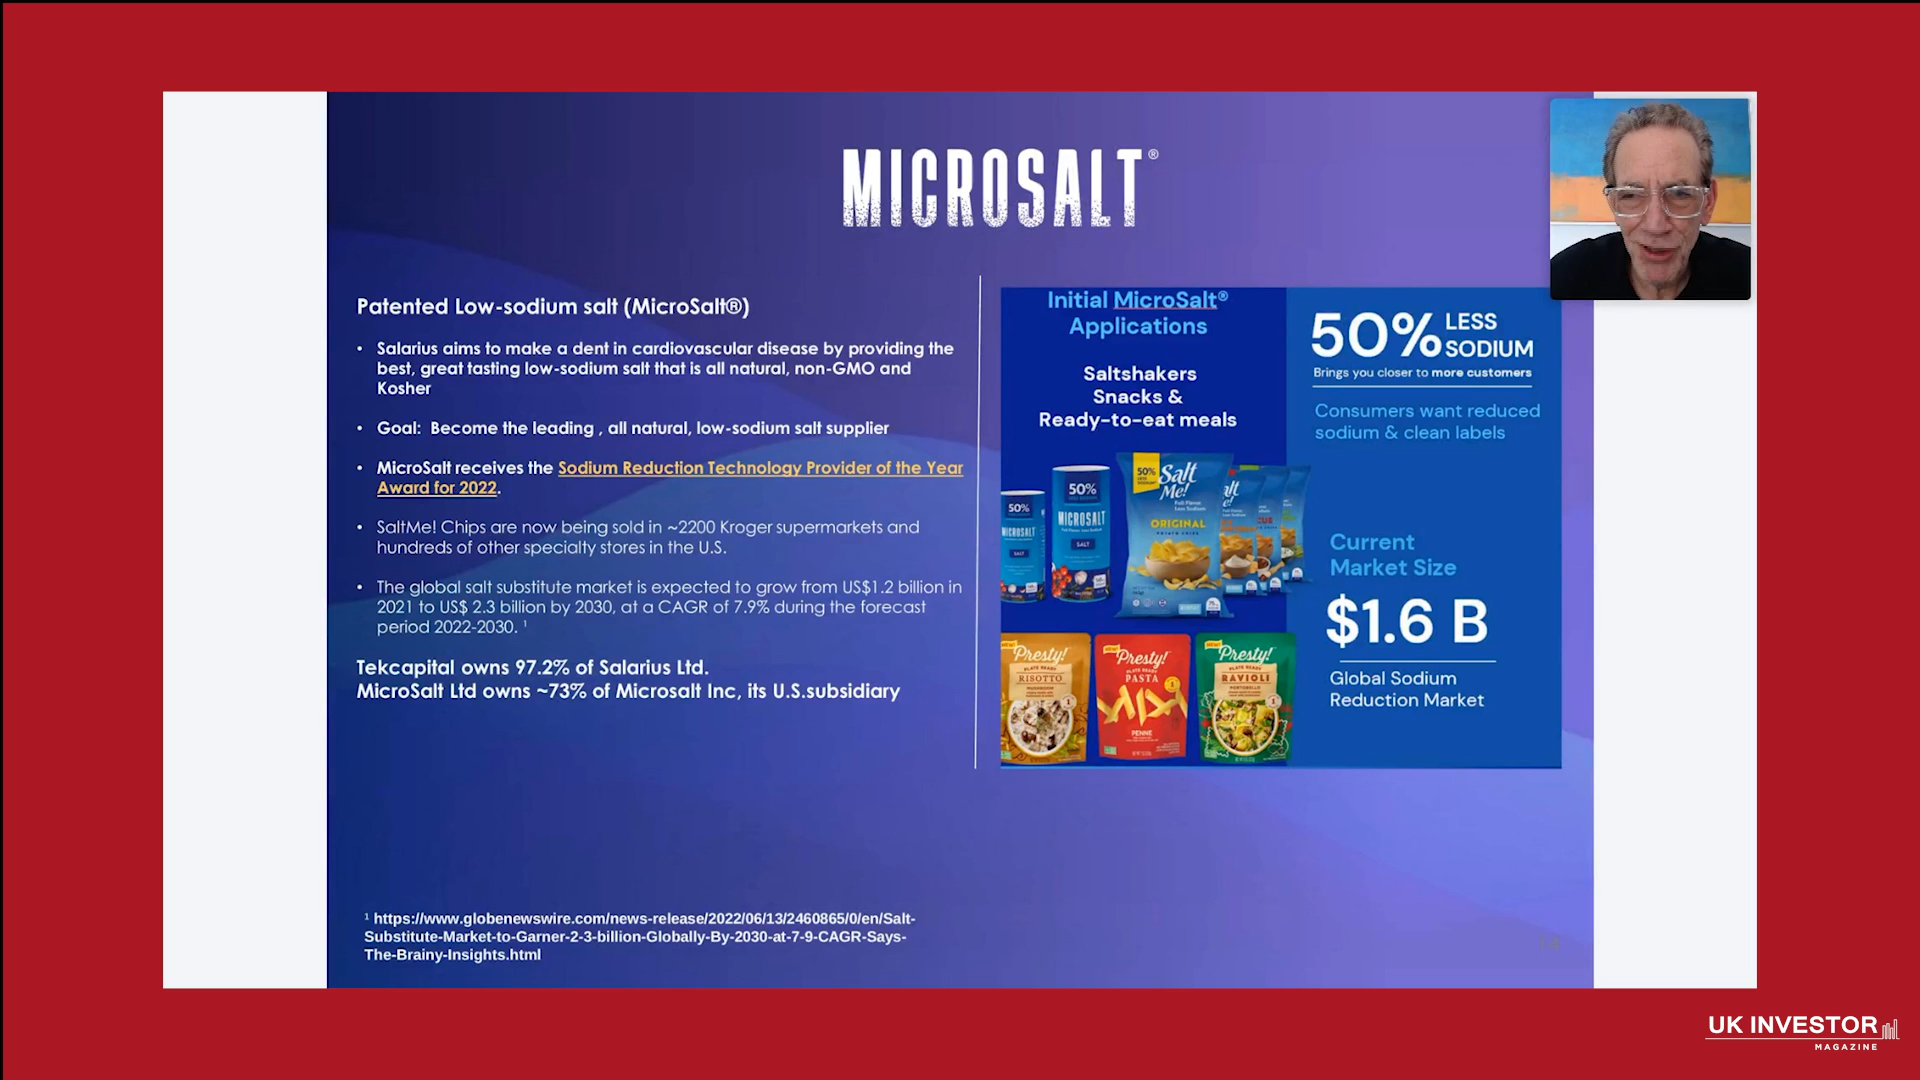 MICROSALT®
Patented Low-sodium salt (MicroSalt®)
• Salarius aims to make a dent in cardiovascular disease by providing the
best, great tasting low-sodium salt that is all natural, non-GMO and
Kosher
• Goal: Become the leading , all natural, low-sodium salt supplier
• MicroSalt receives the Sodium Reduction Technology Provider of the Year
Award for 2022.
• SaltMe! Chips are now being sold in ~2200 Kroger supermarkets and
hundreds of other specialty stores in the U.S.
• The global salt substitute market is expected to grow from US$1.2 billion in
2021 to US$ 2.3 billion by 2030, at a CAGR of 7.9% during the forecast
period 2022-2030. ¹
Tekcapital owns 97.2% of Salarius Ltd.
MicroSalt Ltd owns ~73% of Microsalt Inc, its U.S.subsidiary
Initial MicroSalt®
Applications
Saltshakers
Snacks &
Ready-to-eat meals
50% LESS
SODIUM
Brings you closer to more customers
Consumers want reduced
sodium & clean labels
50%
MICROSALT
SALT
50%
MICROSALT
SALT
50%
Salt
Me!
Full Flavor
Less Sodium
ORIGINAL
POTATO CHIPS
Presty!
PLATE READY
RISOTTO
Presty!
PLATE READY
PASTA
PENNE
Presty!
PLATE READY
RAVIOLI
PORTOBELLO
Current
Market Size
$1.6 B
Global Sodium
Reduction Market
¹ https://www.globenewswire.com/news-release/2022/06/13/2460865/0/en/Salt-
Substitute-Market-to-Garner-2-3-billion-Globally-By-2030-at-7-9-CAGR-Says-
The-Brainy-Insights.html
UK INVESTOR
MAGAZINE